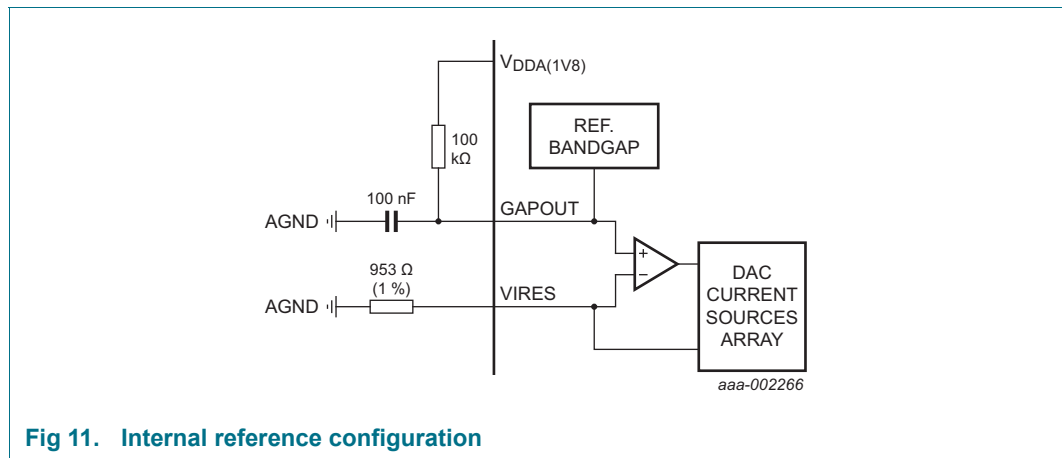 VDDA(1V8)
REF.
BANDGAP
100
kΩ
100 nF
GAPOUT
AGND
+
−
DAC
CURRENT
SOURCES
ARRAY
953 Ω
(1 %)
VIRES
AGND
aaa-002266
Fig 11. Internal reference configuration